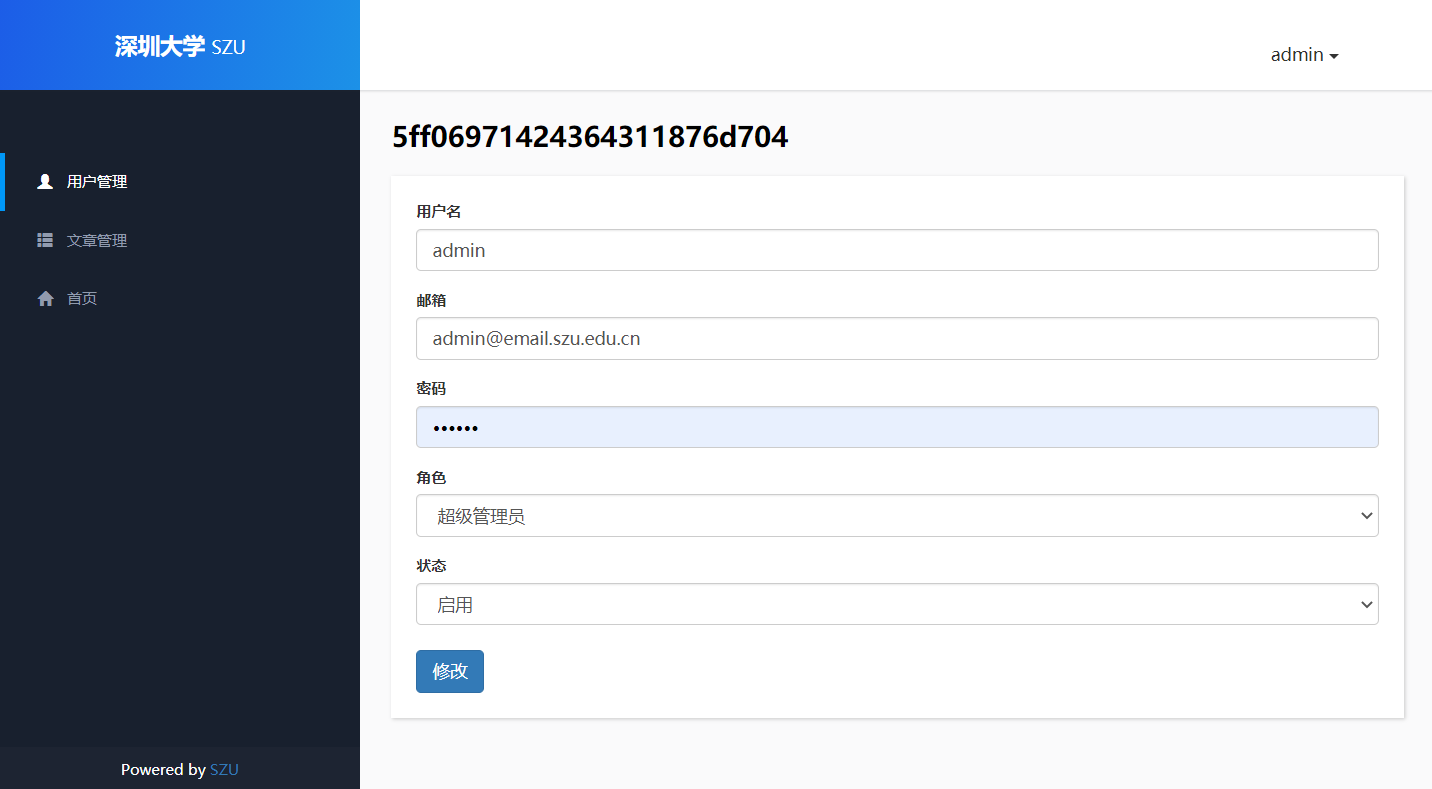 深圳大学 SZU
admin
用户管理
文章管理
首页
5ff06971424364311876d704
用户名
admin
邮箱
admin@email.szu.edu.cn
密码
••••••
角色
超级管理员
状态
启用
修改
Powered by SZU